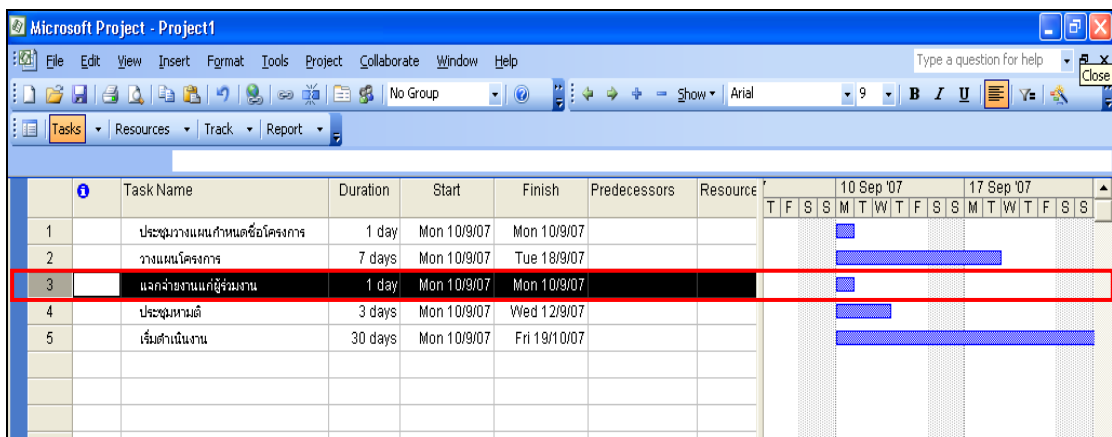 Microsoft Project - Project1
File Edit View Insert Format Tools Project Collaborate Window Help Type a question for help
Close
No Group Show Arial 9 B I U
Tasks Resources Track Report
Task Name Duration Start Finish Predecessors Resource 10 Sep '07 17 Sep '07
T F S S M T W T F S S M T W T F S S
1 ประชุมวางแผนกำหนดชื่อโครงการ 1 day Mon 10/9/07 Mon 10/9/07
2 วางแผนโครงการ 7 days Mon 10/9/07 Tue 18/9/07
3 แจกจ่ายงานแก่ผู้ร่วมงาน 1 day Mon 10/9/07 Mon 10/9/07
4 ประชุมหามติ 3 days Mon 10/9/07 Wed 12/9/07
5 เริ่มดำเนินงาน 30 days Mon 10/9/07 Fri 19/10/07